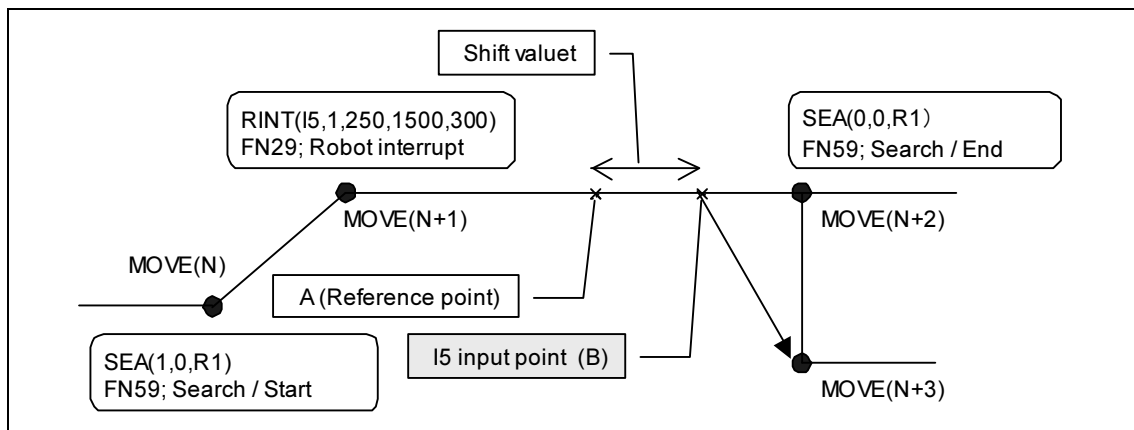 Shift valuet
RINT(I5,1,250,1500,300)
FN29; Robot interrupt
SEA(0,0,R1)
FN59; Search / End
MOVE(N+1)
MOVE(N+2)
MOVE(N)
A (Reference point)
I5 input point (B)
SEA(1,0,R1)
FN59; Search / Start
MOVE(N+3)